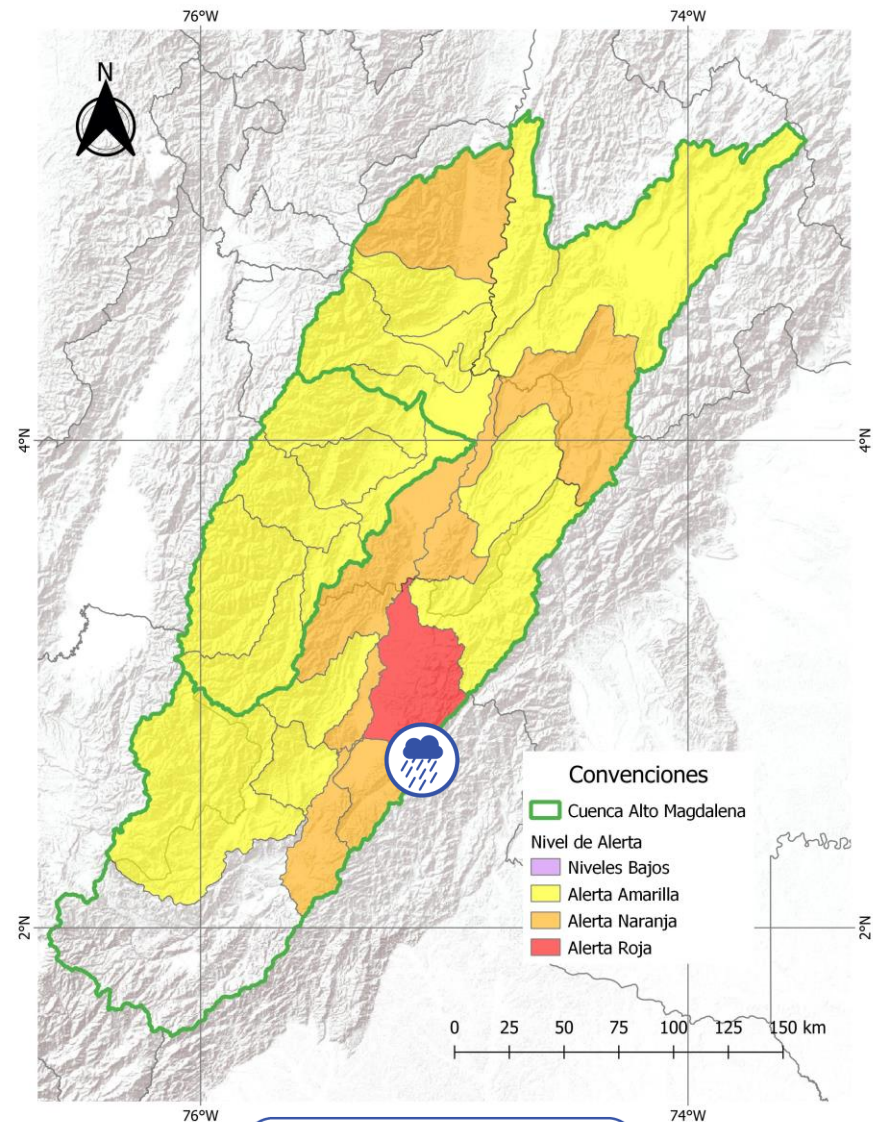 76°W 74°W
N
4°N 4°N
2°N 2°N
Convenciones
Cuenca Alto Magdalena
Nivel de Alerta
Niveles Bajos
Alerta Amarilla
Alerta Naranja
Alerta Roja
0 25 50 75 100 125 150 km
76°W 74°W